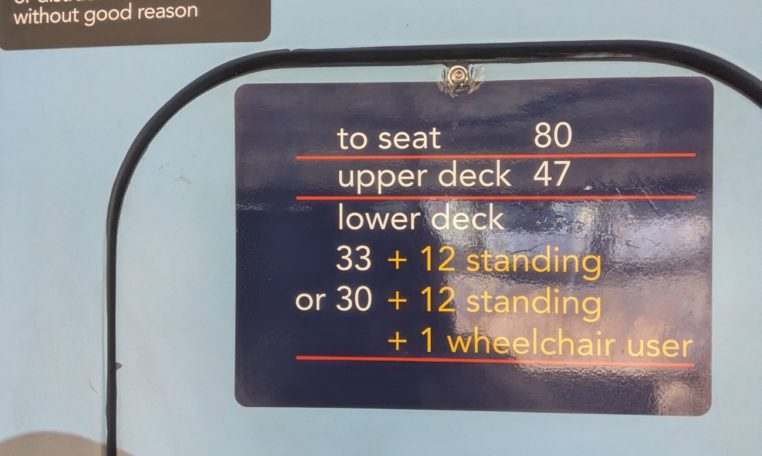 without good reason
to seat 80
upper deck 47
lower deck
33 + 12 standing
or 30 + 12 standing
+ 1 wheelchair user